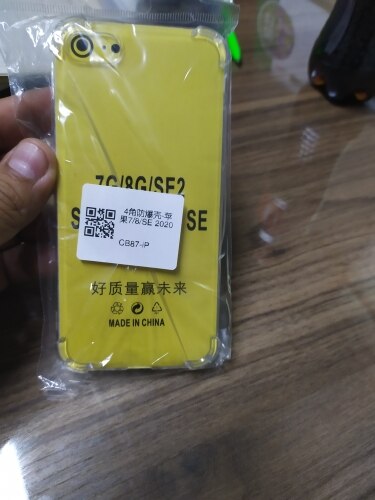 7G/8G/SE2
S
SE
4角防爆壳-苹
果7/8/SE 2020
CB87-iP
好质量赢未来
MADE IN CHINA